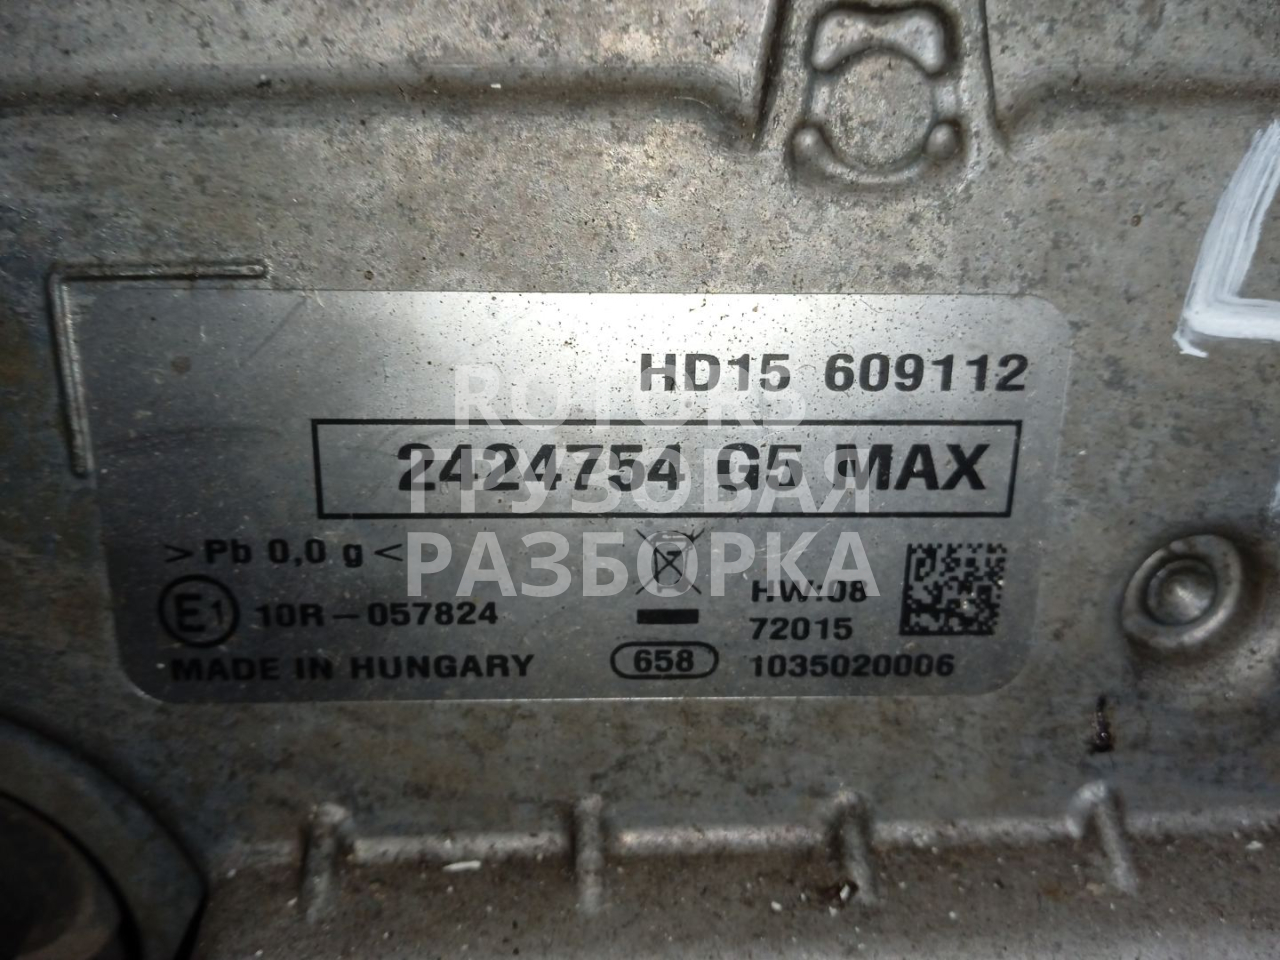 HD15 609112
2424754 G5 MAX
>Pb 0,0 g<
HW:08
E1 10R-057824
72015
MADE IN HUNGARY
658
1035020006
ROTORS
ГРУЗОВАЯ
РАЗБОРКА